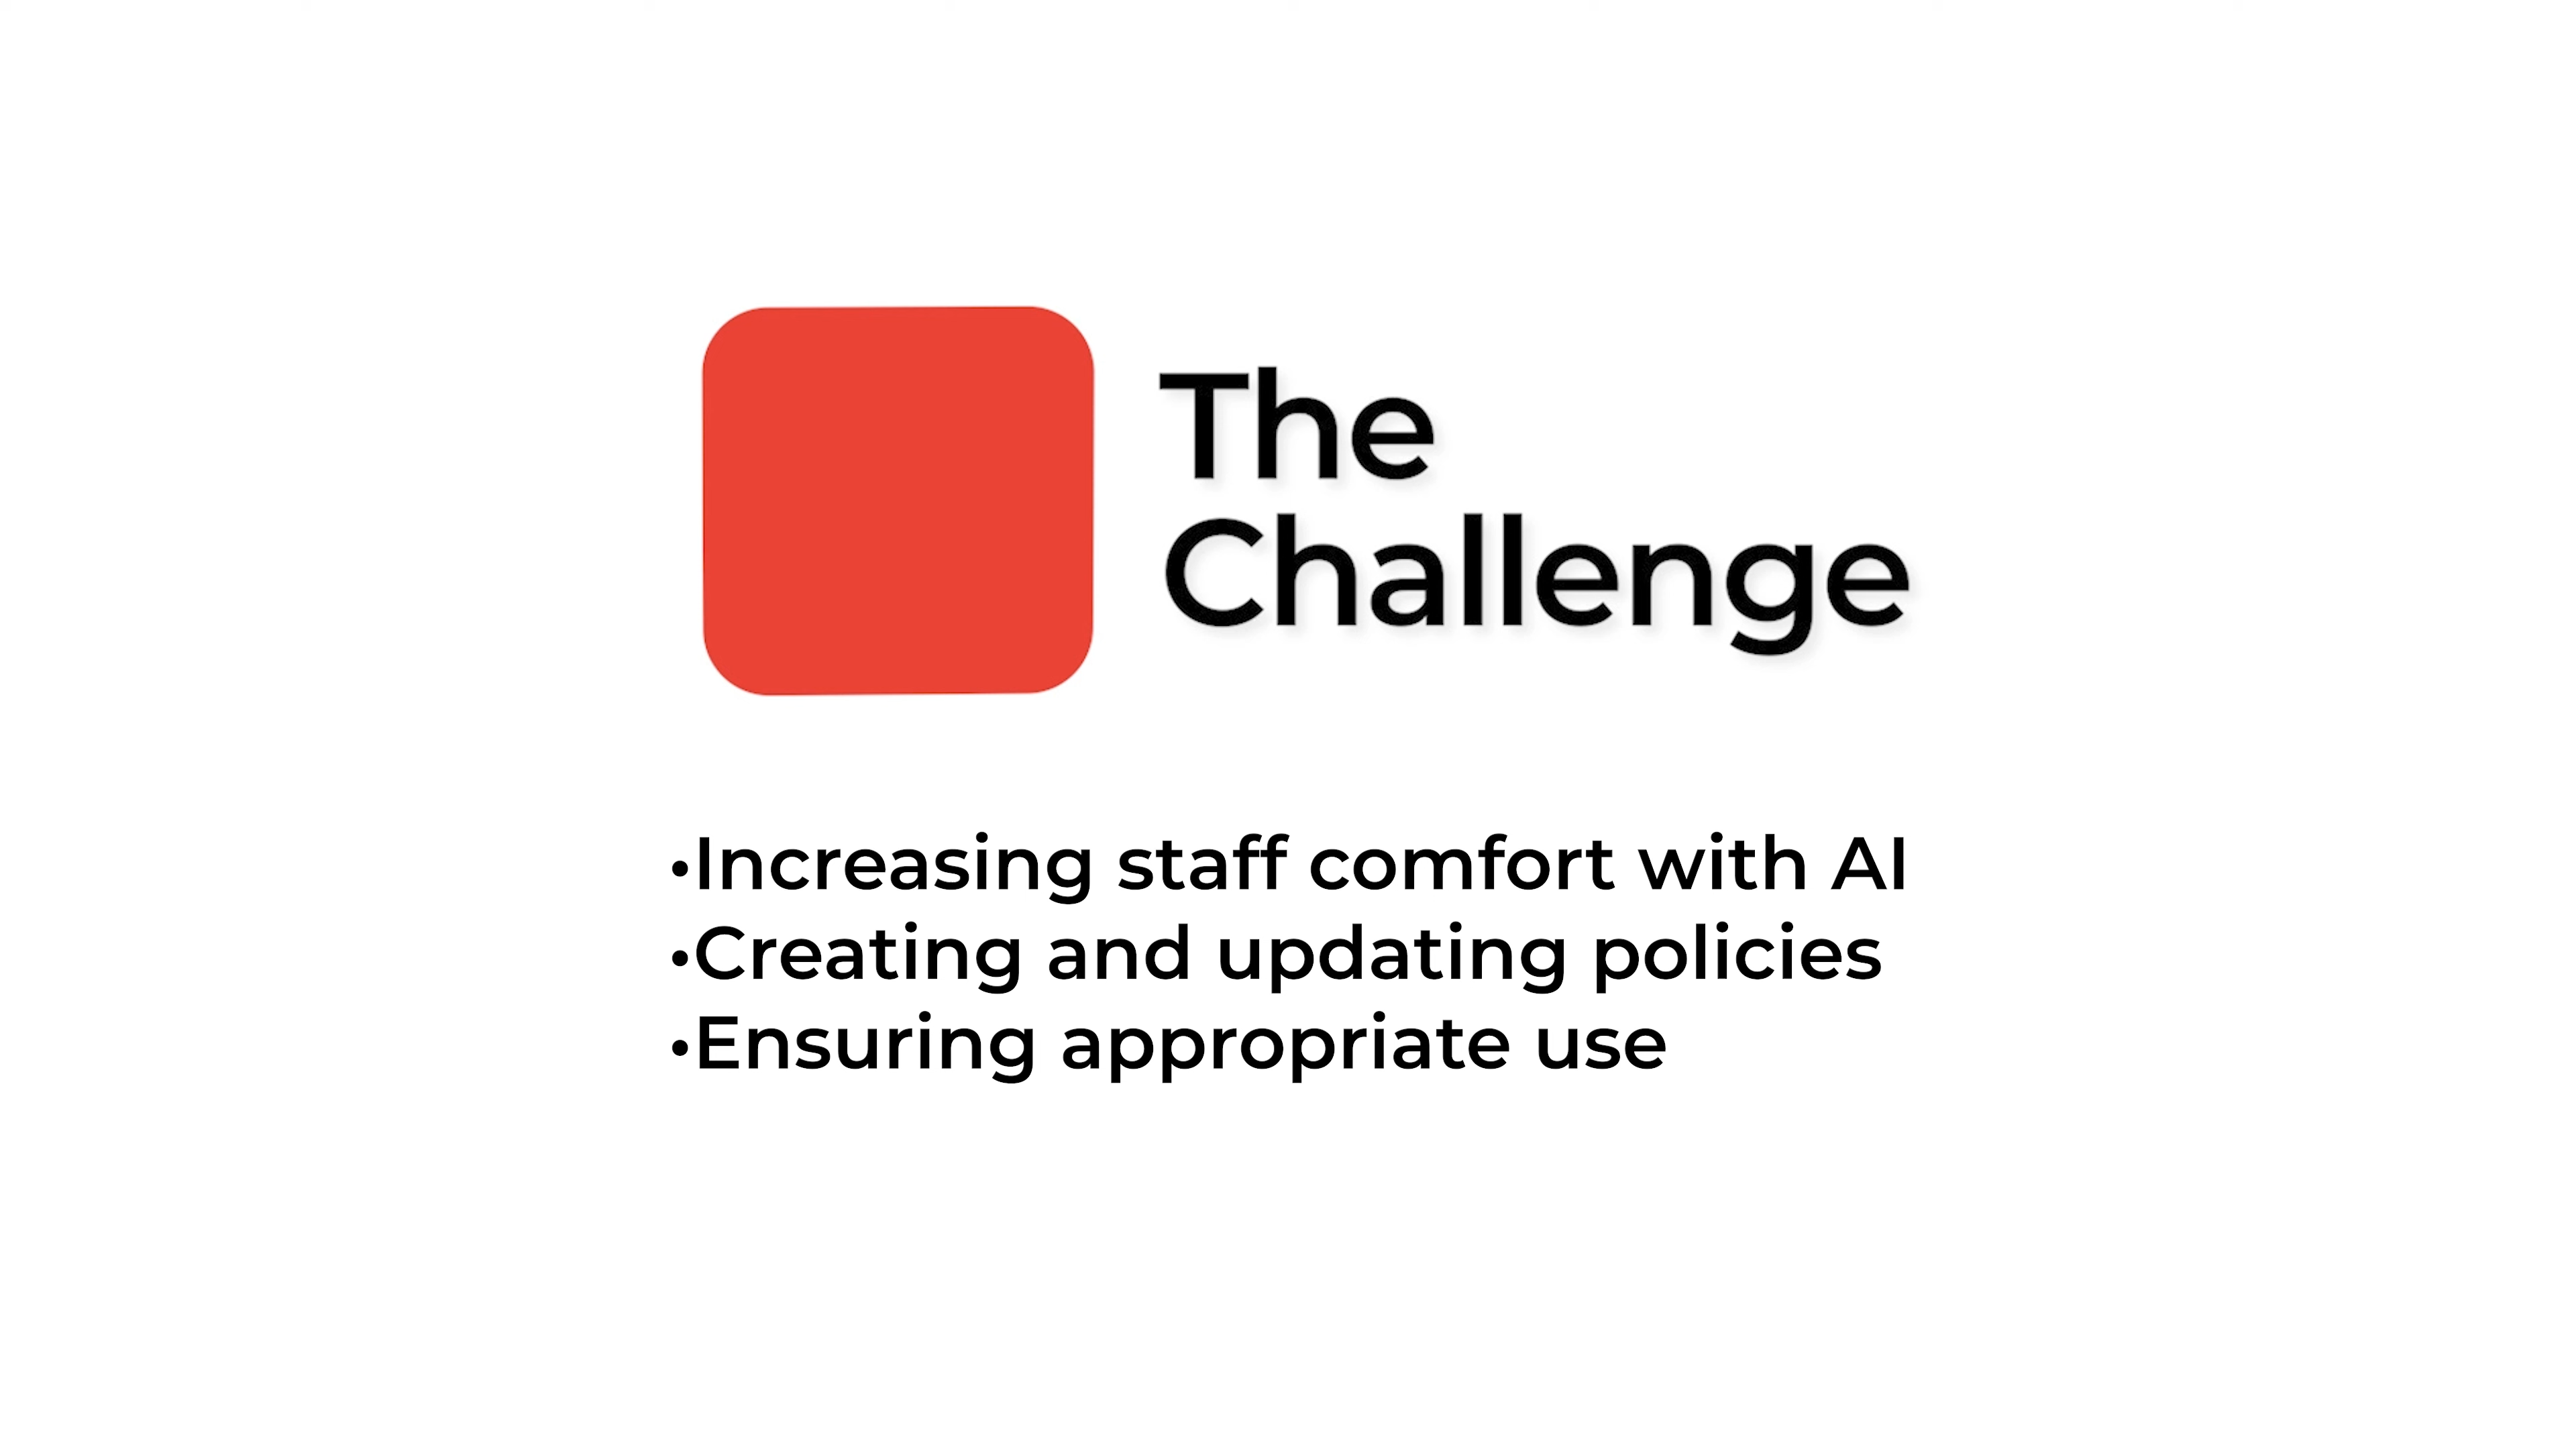 The
Challenge
•Increasing staff comfort with AI
•Creating and updating policies
•Ensuring appropriate use